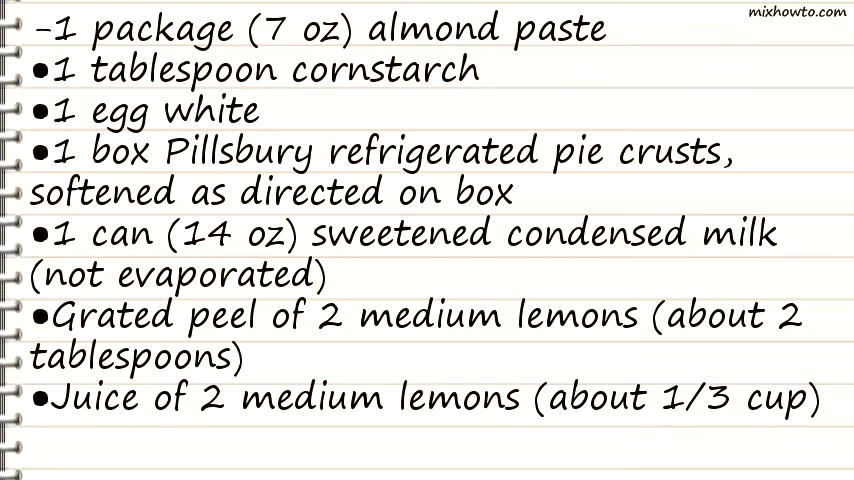 mixhowto.com
-1 package (7 oz) almond paste
•1 tablespoon cornstarch
•1 egg white
•1 box Pillsbury refrigerated pie crusts,
softened as directed on box
•1 can (14 oz) sweetened condensed milk
(not evaporated)
•Grated peel of 2 medium lemons (about 2
tablespoons)
•Juice of 2 medium lemons (about 1/3 cup)